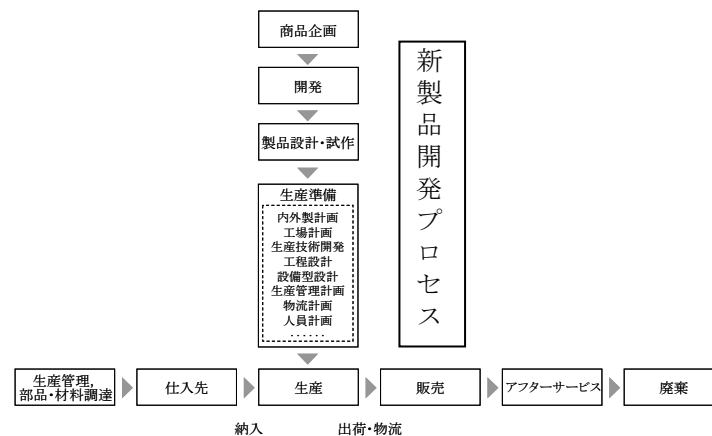 商品企画
開発
製品設計・試作
生産準備
内外製計画
工場計画
生産技術開発
工程設計
設備型設計
生産管理計画
物流計画
人員計画
……
新製品開発プロセス
生産管理,
部品・材料調達
仕入先
生産
販売
アフターサービス
廃棄
納入
出荷・物流